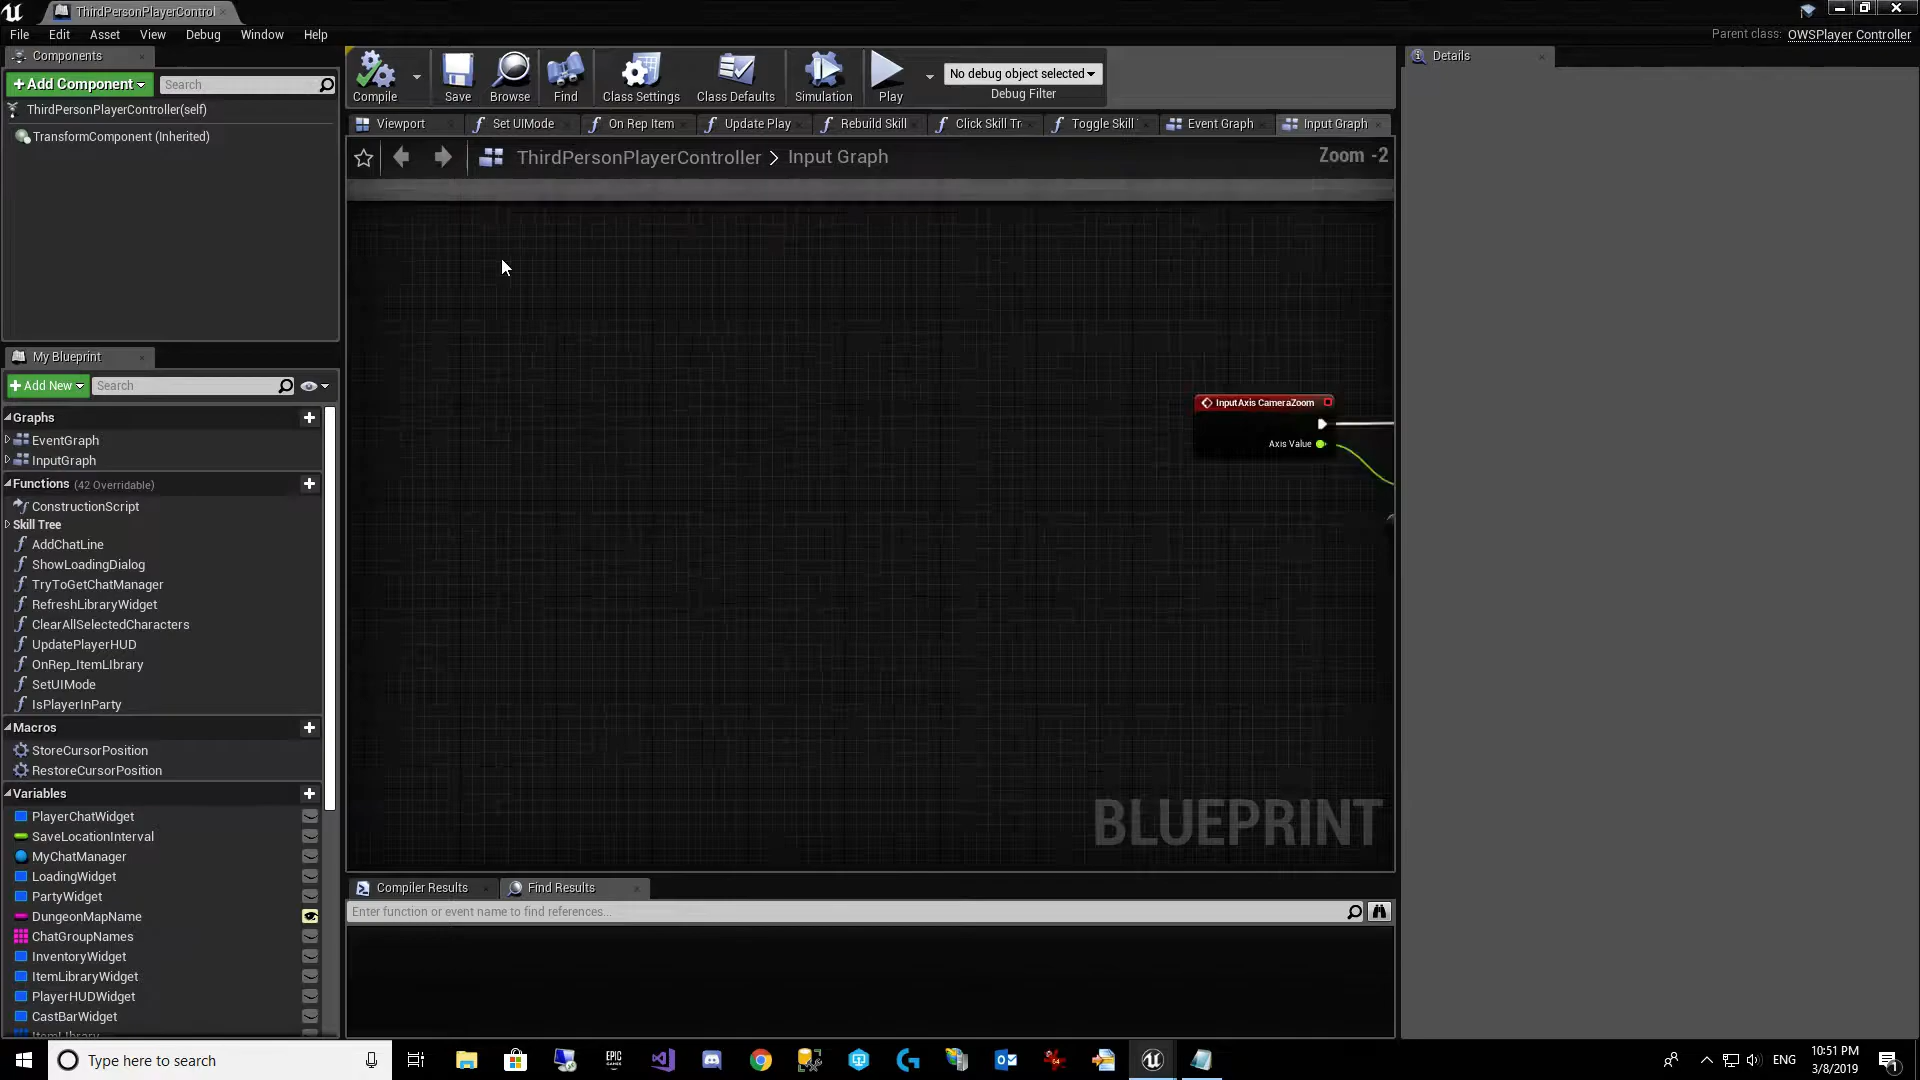 ThirdPersonPlayerControl
File Edit Asset View Debug Window Help
Parent class: OWSPlayer Controller
Components
+ Add Component
Search
ThirdPersonPlayerController(self)
TransformComponent (Inherited)
Compile
Save
Browse
Find
Class Settings
Class Defaults
Simulation
Play
No debug object selected
Debug Filter
Viewport
Set UIMode
On Rep Item
Update Play
Rebuild Skill
Click Skill Tr
Toggle Skill
Event Graph
Input Graph
ThirdPersonPlayerController > Input Graph
Zoom -2
InputAxis CameraZoom
Axis Value
BLUEPRINT
Details
My Blueprint
+ Add New
Search
Graphs
EventGraph
InputGraph
Functions (42 Overridable)
ConstructionScript
Skill Tree
AddChatLine
ShowLoadingDialog
TryToGetChatManager
RefreshLibraryWidget
ClearAllSelectedCharacters
UpdatePlayerHUD
OnRep_ItemLIbrary
SetUIMode
IsPlayerInParty
Macros
StoreCursorPosition
RestoreCursorPosition
Variables
PlayerChatWidget
SaveLocationInterval
MyChatManager
LoadingWidget
PartyWidget
DungeonMapName
ChatGroupNames
InventoryWidget
ItemLibraryWidget
PlayerHUDWidget
CastBarWidget
Compiler Results
Find Results
Enter function or event name to find references...
Type here to search
EPIC
ENG
10:51 PM
3/8/2019
1